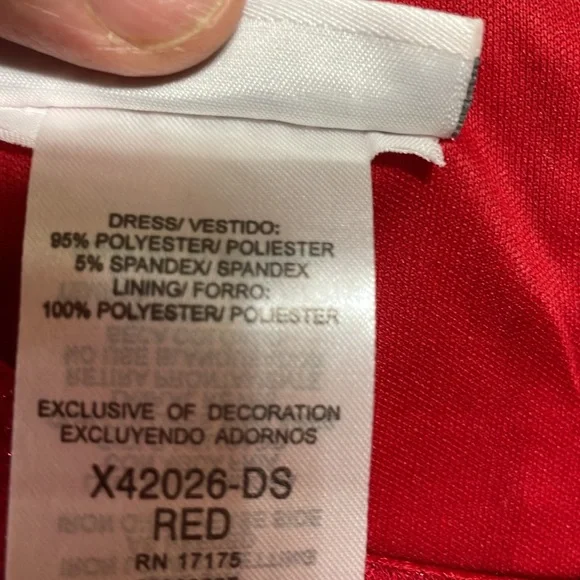 DRESS/ VESTIDO:
95% POLYESTER/ POLIESTER
5% SPANDEX/ SPANDEX
LINING/ FORRO:
100% POLYESTER/ POLIESTER
EXCLUSIVE OF DECORATION
EXCLUYENDO ADORNOS
X42026-DS
RED
RN 17175